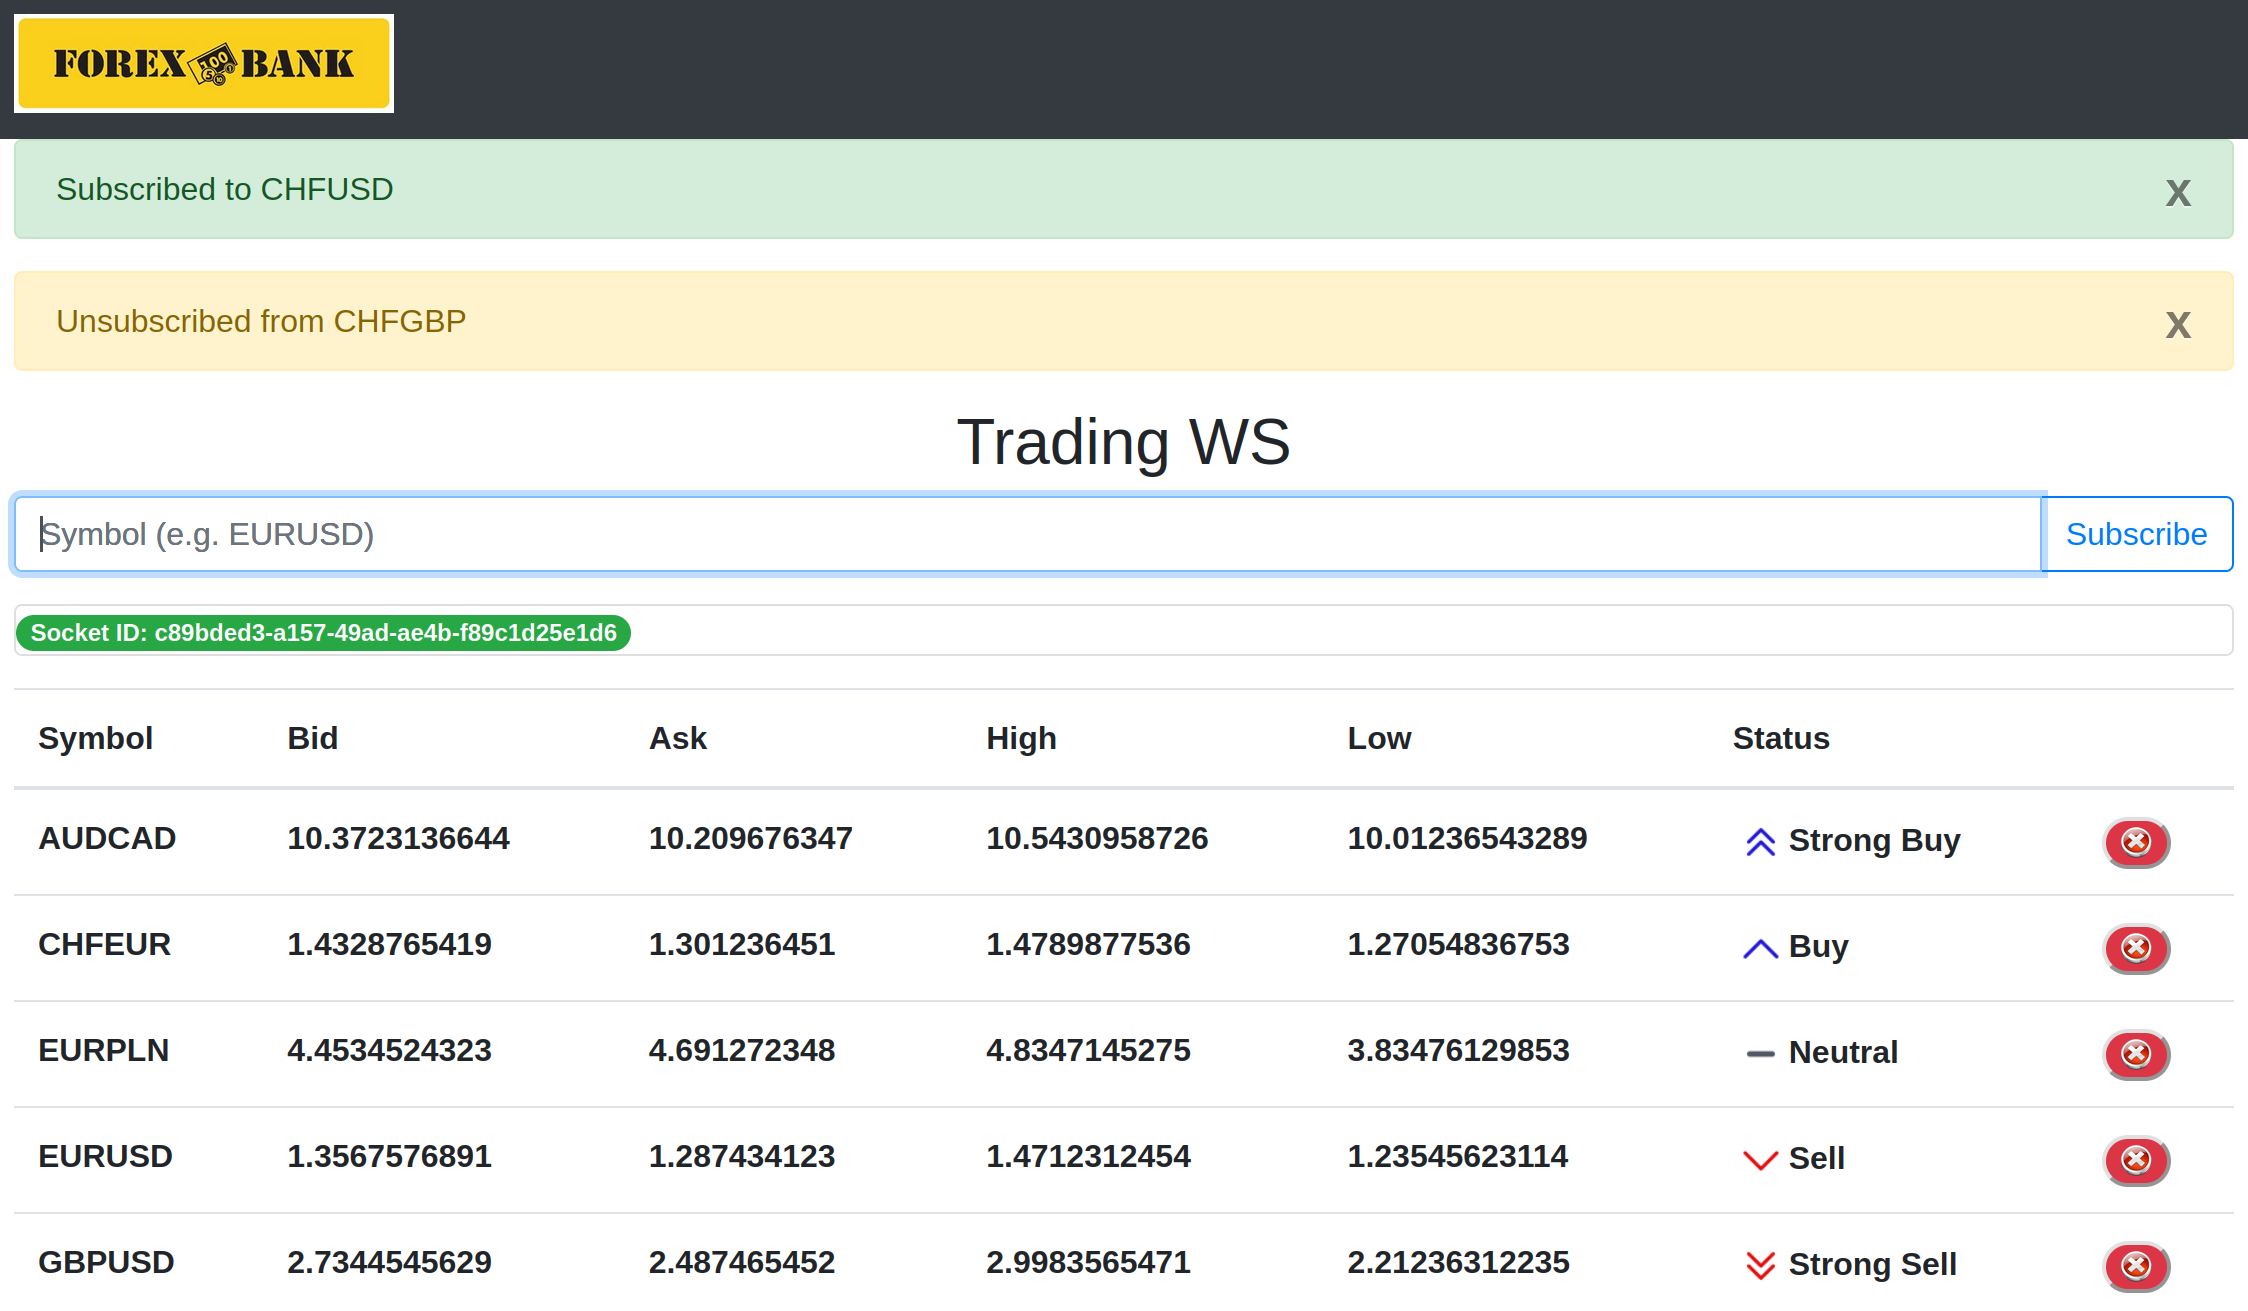 FOREX 100 BANK
Subscribed to CHFUSD x
Unsubscribed from CHFGBP x
Trading WS
Symbol (e.g. EURUSD) Subscribe
Socket ID: c89bded3-a157-49ad-ae4b-f89c1d25e1d6
Symbol Bid Ask High Low Status
AUDCAD 10.3723136644 10.209676347 10.5430958726 10.01236543289 Strong Buy
CHFEUR 1.4328765419 1.301236451 1.4789877536 1.27054836753 Buy
EURPLN 4.4534524323 4.691272348 4.8347145275 3.83476129853 Neutral
EURUSD 1.3567576891 1.287434123 1.4712312454 1.23545623114 Sell
GBPUSD 2.7344545629 2.487465452 2.9983565471 2.21236312235 Strong Sell